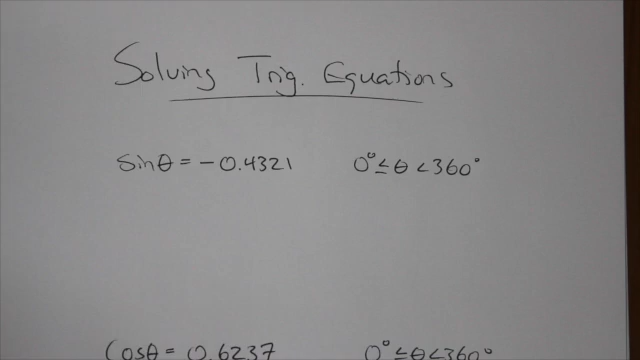 Solving Trig. Equations
sinθ = -0.4321 0° ≤ θ < 360°
cosθ = 0.6237 0° ≤ θ < 360°